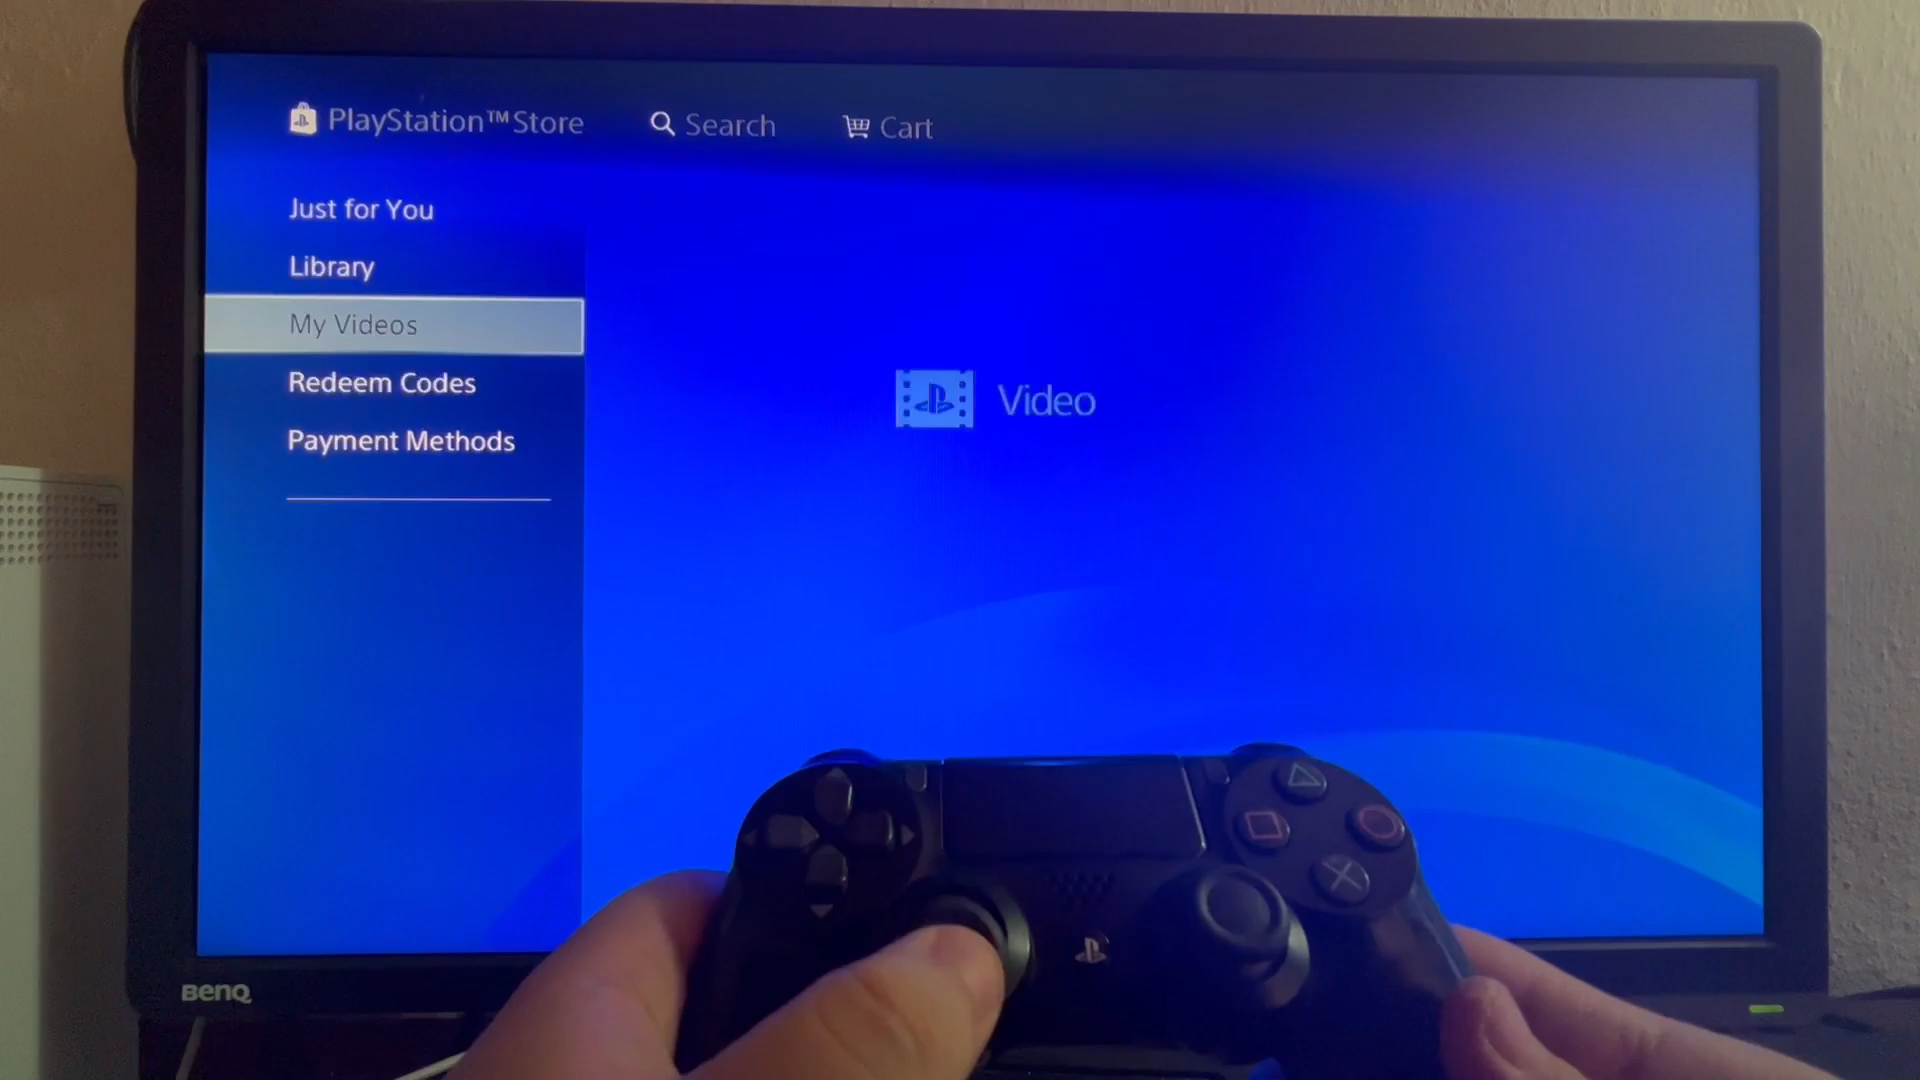 PlayStation™Store
Search
Cart
Just for You
Library
My Videos
Redeem Codes
Payment Methods
Video
BenQ